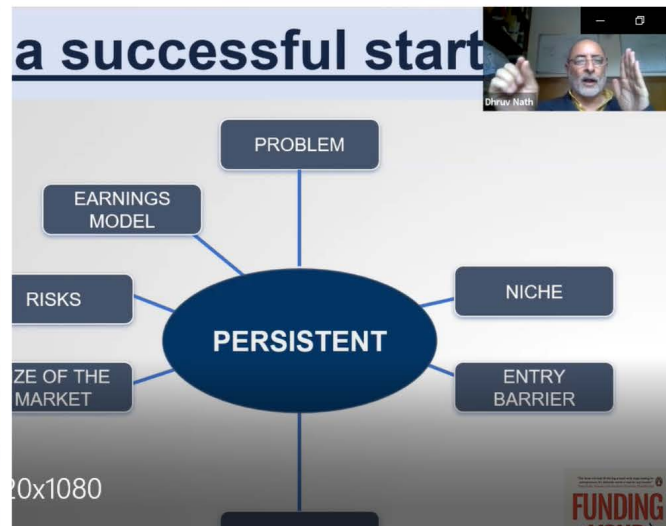 a successful start
Dhruv Nath
PROBLEM
EARNINGS
MODEL
RISKS
NICHE
PERSISTENT
ZE OF THE
MARKET
ENTRY
BARRIER
20x1080
FUNDING